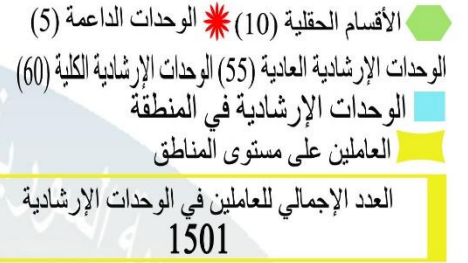 الأقسام الحقلية (10) الوحدات الداعمة (5)
الوحدات الإرشادية العادية (55) الوحدات الإرشادية الكلية (60)
الوحدات الإرشادية في المنطقة
العاملين على مستوى المناطق
العدد الإجمالي للعاملين في الوحدات الإرشادية
1501